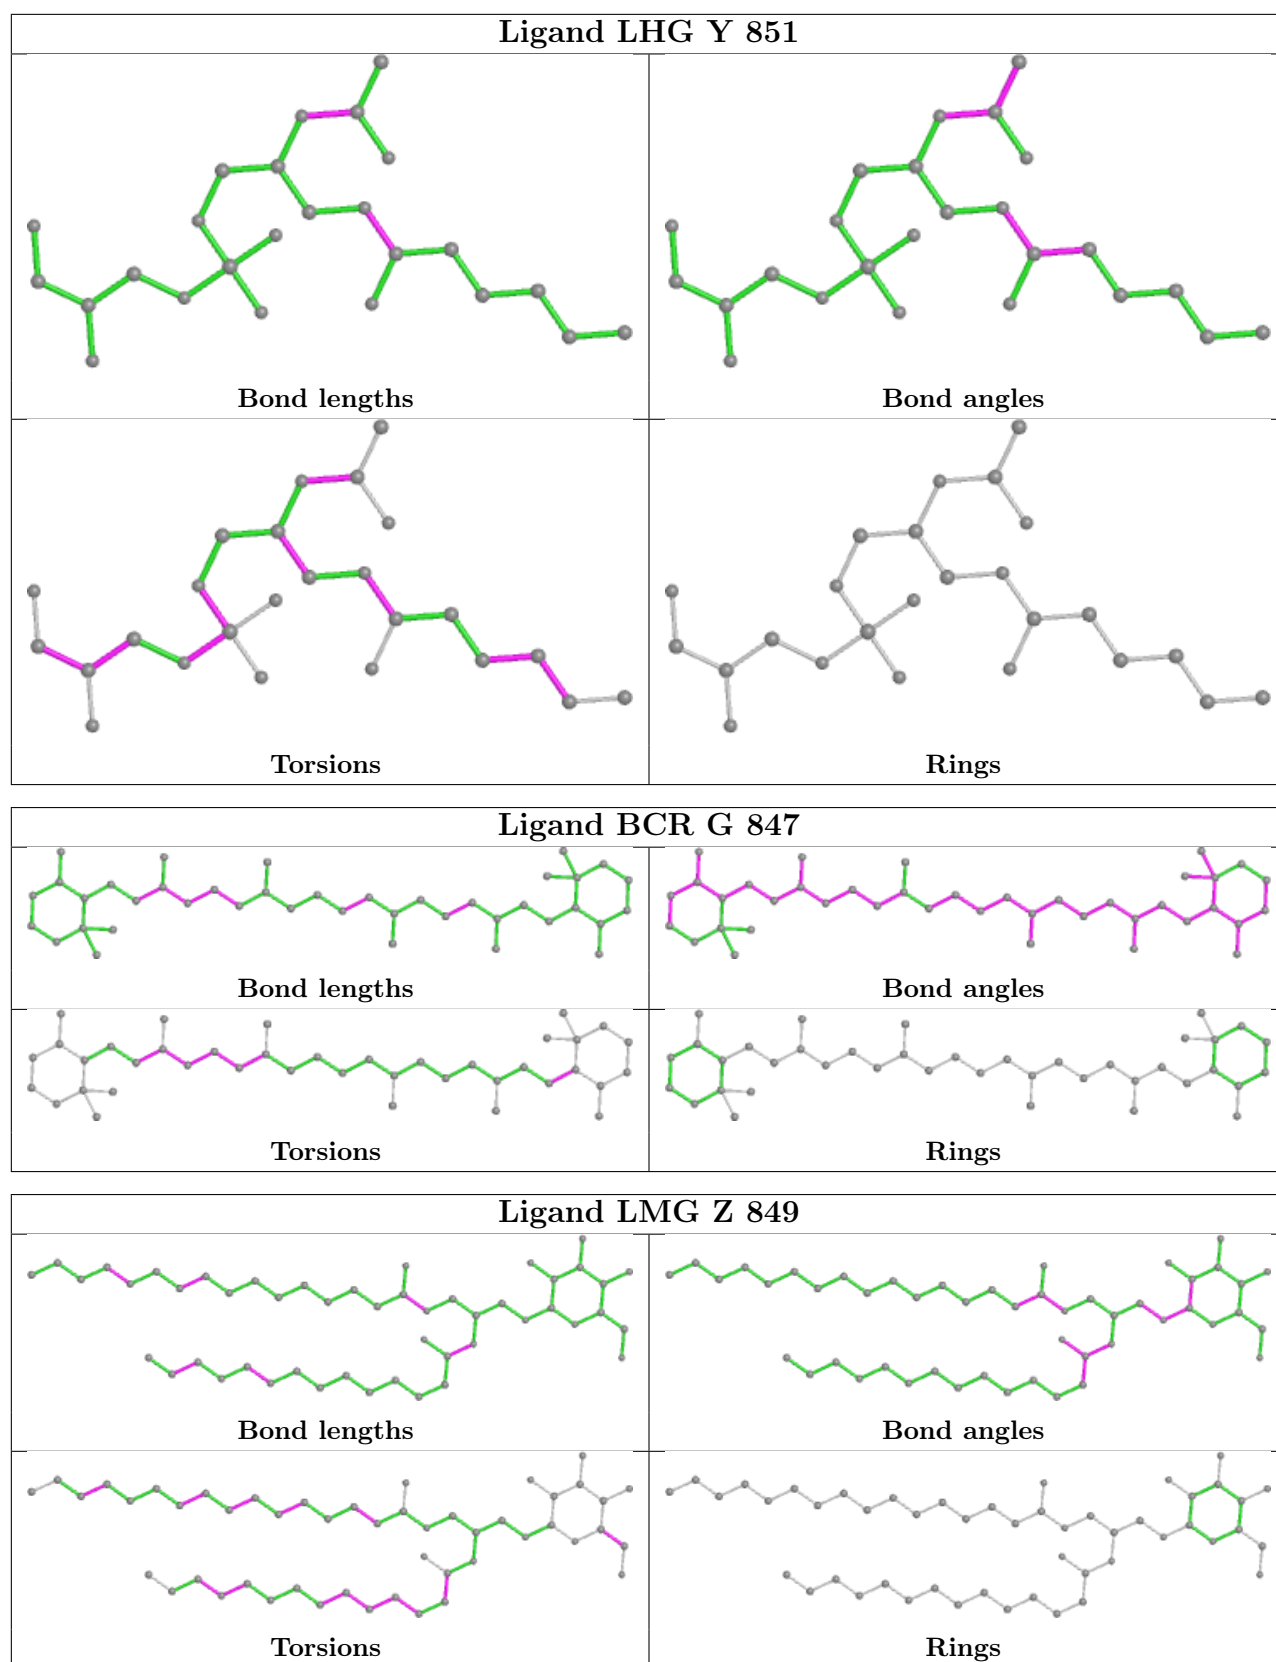 Ligand LHG Y 851
Bond lengths
Bond angles
Torsions
Rings
Ligand BCR G 847
Bond lengths
Bond angles
Torsions
Rings
Ligand LMG Z 849
Bond lengths
Bond angles
Torsions
Rings